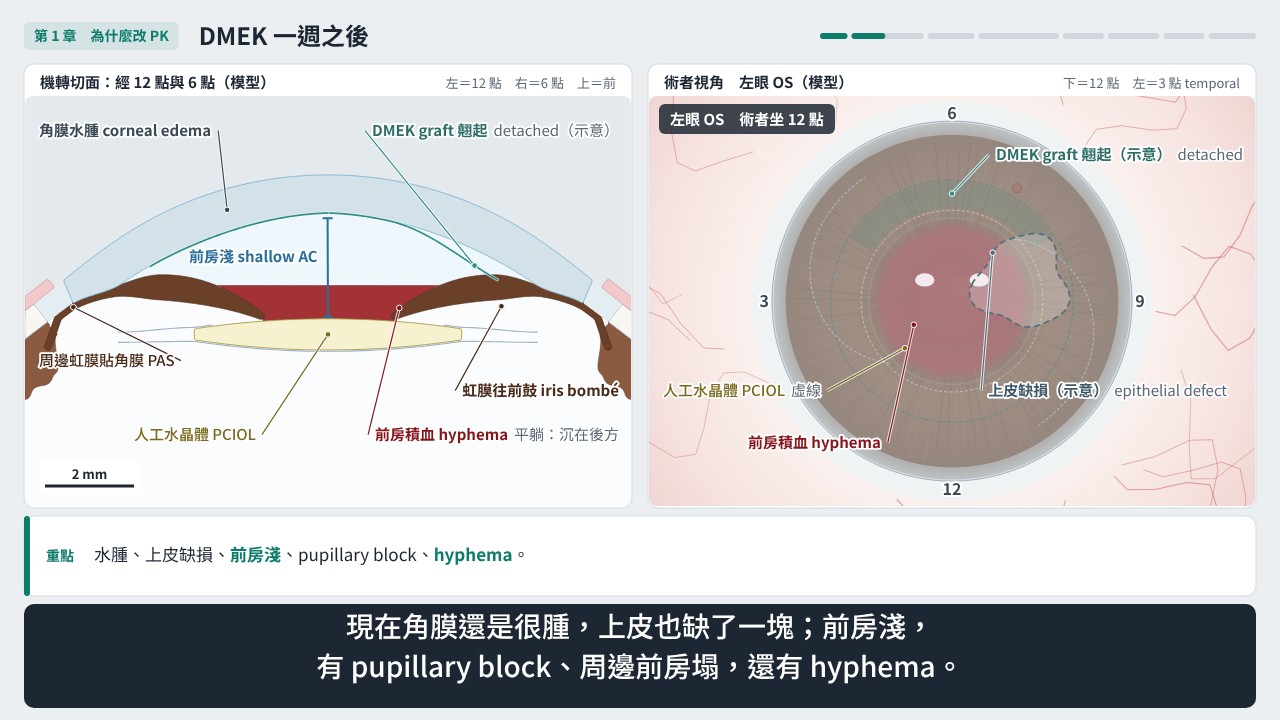 第 1 章　為什麼改 PK
DMEK 一週之後
機轉切面：經 12 點與 6 點（模型）
左＝12 點　右＝6 點　上＝前
角膜水腫 corneal edema
DMEK graft 翹起 detached（示意）
前房淺 shallow AC
周邊虹膜貼角膜 PAS
虹膜往前鼓 iris bombé
人工水晶體 PCIOL
前房積血 hyphema 平躺：沉在後方
2 mm
術者視角　左眼 OS（模型）
下＝12 點　左＝3 點 temporal
左眼 OS　術者坐 12 點
6
DMEK graft 翹起（示意） detached
3
9
人工水晶體 PCIOL 虛線
上皮缺損（示意） epithelial defect
前房積血 hyphema
12
重點　水腫、上皮缺損、前房淺、pupillary block、hyphema。
現在角膜還是很腫，上皮也缺了一塊；前房淺，
有 pupillary block、周邊前房塌，還有 hyphema。